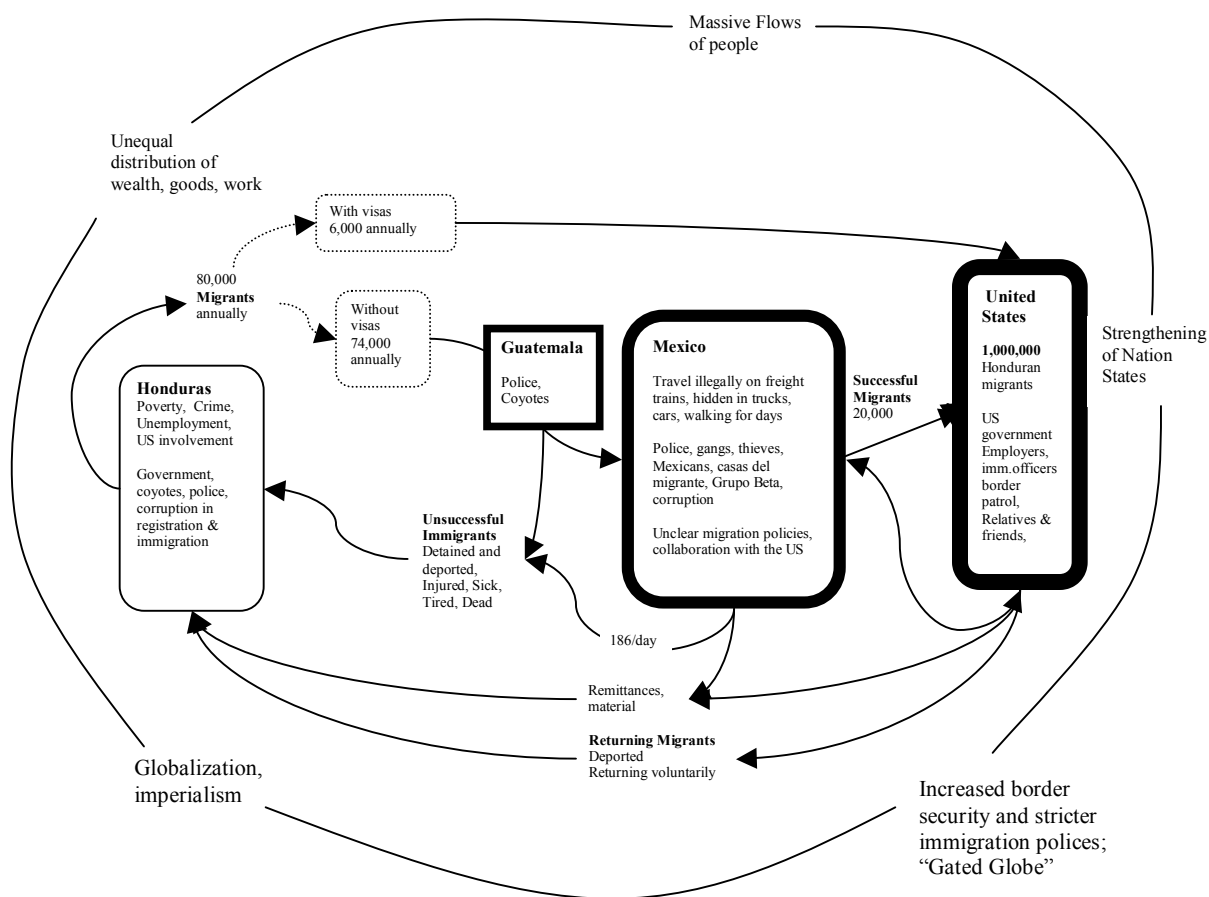 Massive Flows
of people
Unequal
distribution of
wealth, goods, work
With visas
6,000 annually
80,000
Migrants
annually
Without
visas
74,000
annually
Honduras
Poverty, Crime,
Unemployment,
US involvement
Government,
coyotes, police,
corruption in
registration &
immigration
Guatemala
Police,
Coyotes
Mexico
Travel illegally on freight
trains, hidden in trucks,
cars, walking for days
Police, gangs, thieves,
Mexicans, casas del
migrante, Grupo Beta,
corruption
Unclear migration policies,
collaboration with the US
Successful
Migrants
20,000
United
States
1,000,000
Honduran
migrants
US
government
Employers,
imm.officers
border
patrol,
Relatives &
friends,
Strengthening
of Nation
States
Unsuccessful
Immigrants
Detained and
deported,
Injured, Sick,
Tired, Dead
186/day
Remittances,
material
Returning Migrants
Deported
Returning voluntarily
Globalization,
imperialism
Increased border
security and stricter
immigration polices;
“Gated Globe”